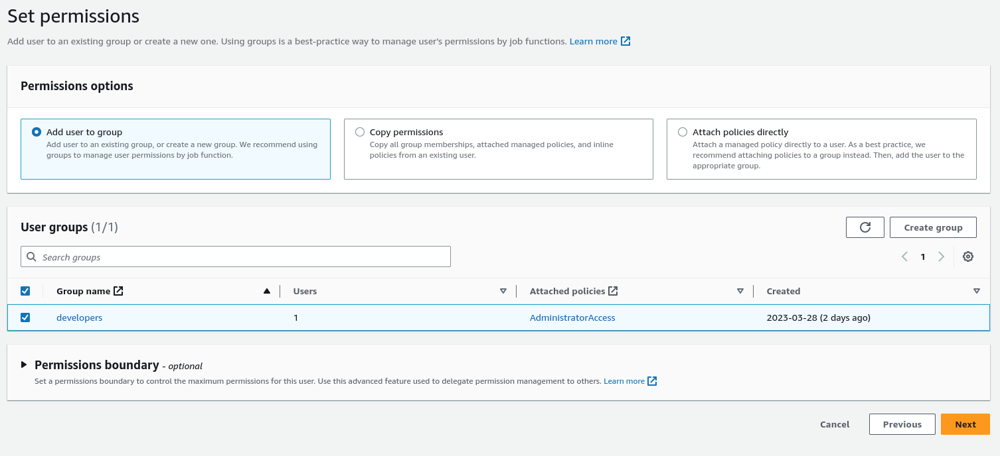 Set permissions
Add user to an existing group or create a new one. Using groups is a best-practice way to manage user's permissions by job functions. Learn more
Permissions options
Add user to group
Add user to an existing group, or create a new group. We recommend using
groups to manage user permissions by job function.
Copy permissions
Copy all group memberships, attached managed policies, and inline
policies from an existing user.
Attach policies directly
Attach a managed policy directly to a user. As a best practice, we
recommend attaching policies to a group instead. Then, add the user to the
appropriate group.
User groups (1/1)
Create group
Search groups
1
Group name Users Attached policies Created
developers 1 AdministratorAccess 2023-03-28 (2 days ago)
Permissions boundary - optional
Set a permissions boundary to control the maximum permissions for this user. Use this advanced feature used to delegate permission management to others. Learn more
Cancel Previous Next